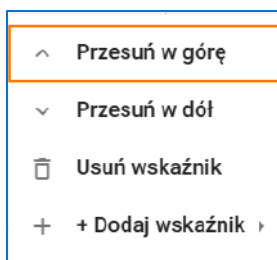 Przesuń w górę
Przesuń w dół
Usuń wskaźnik
+ Dodaj wskaźnik